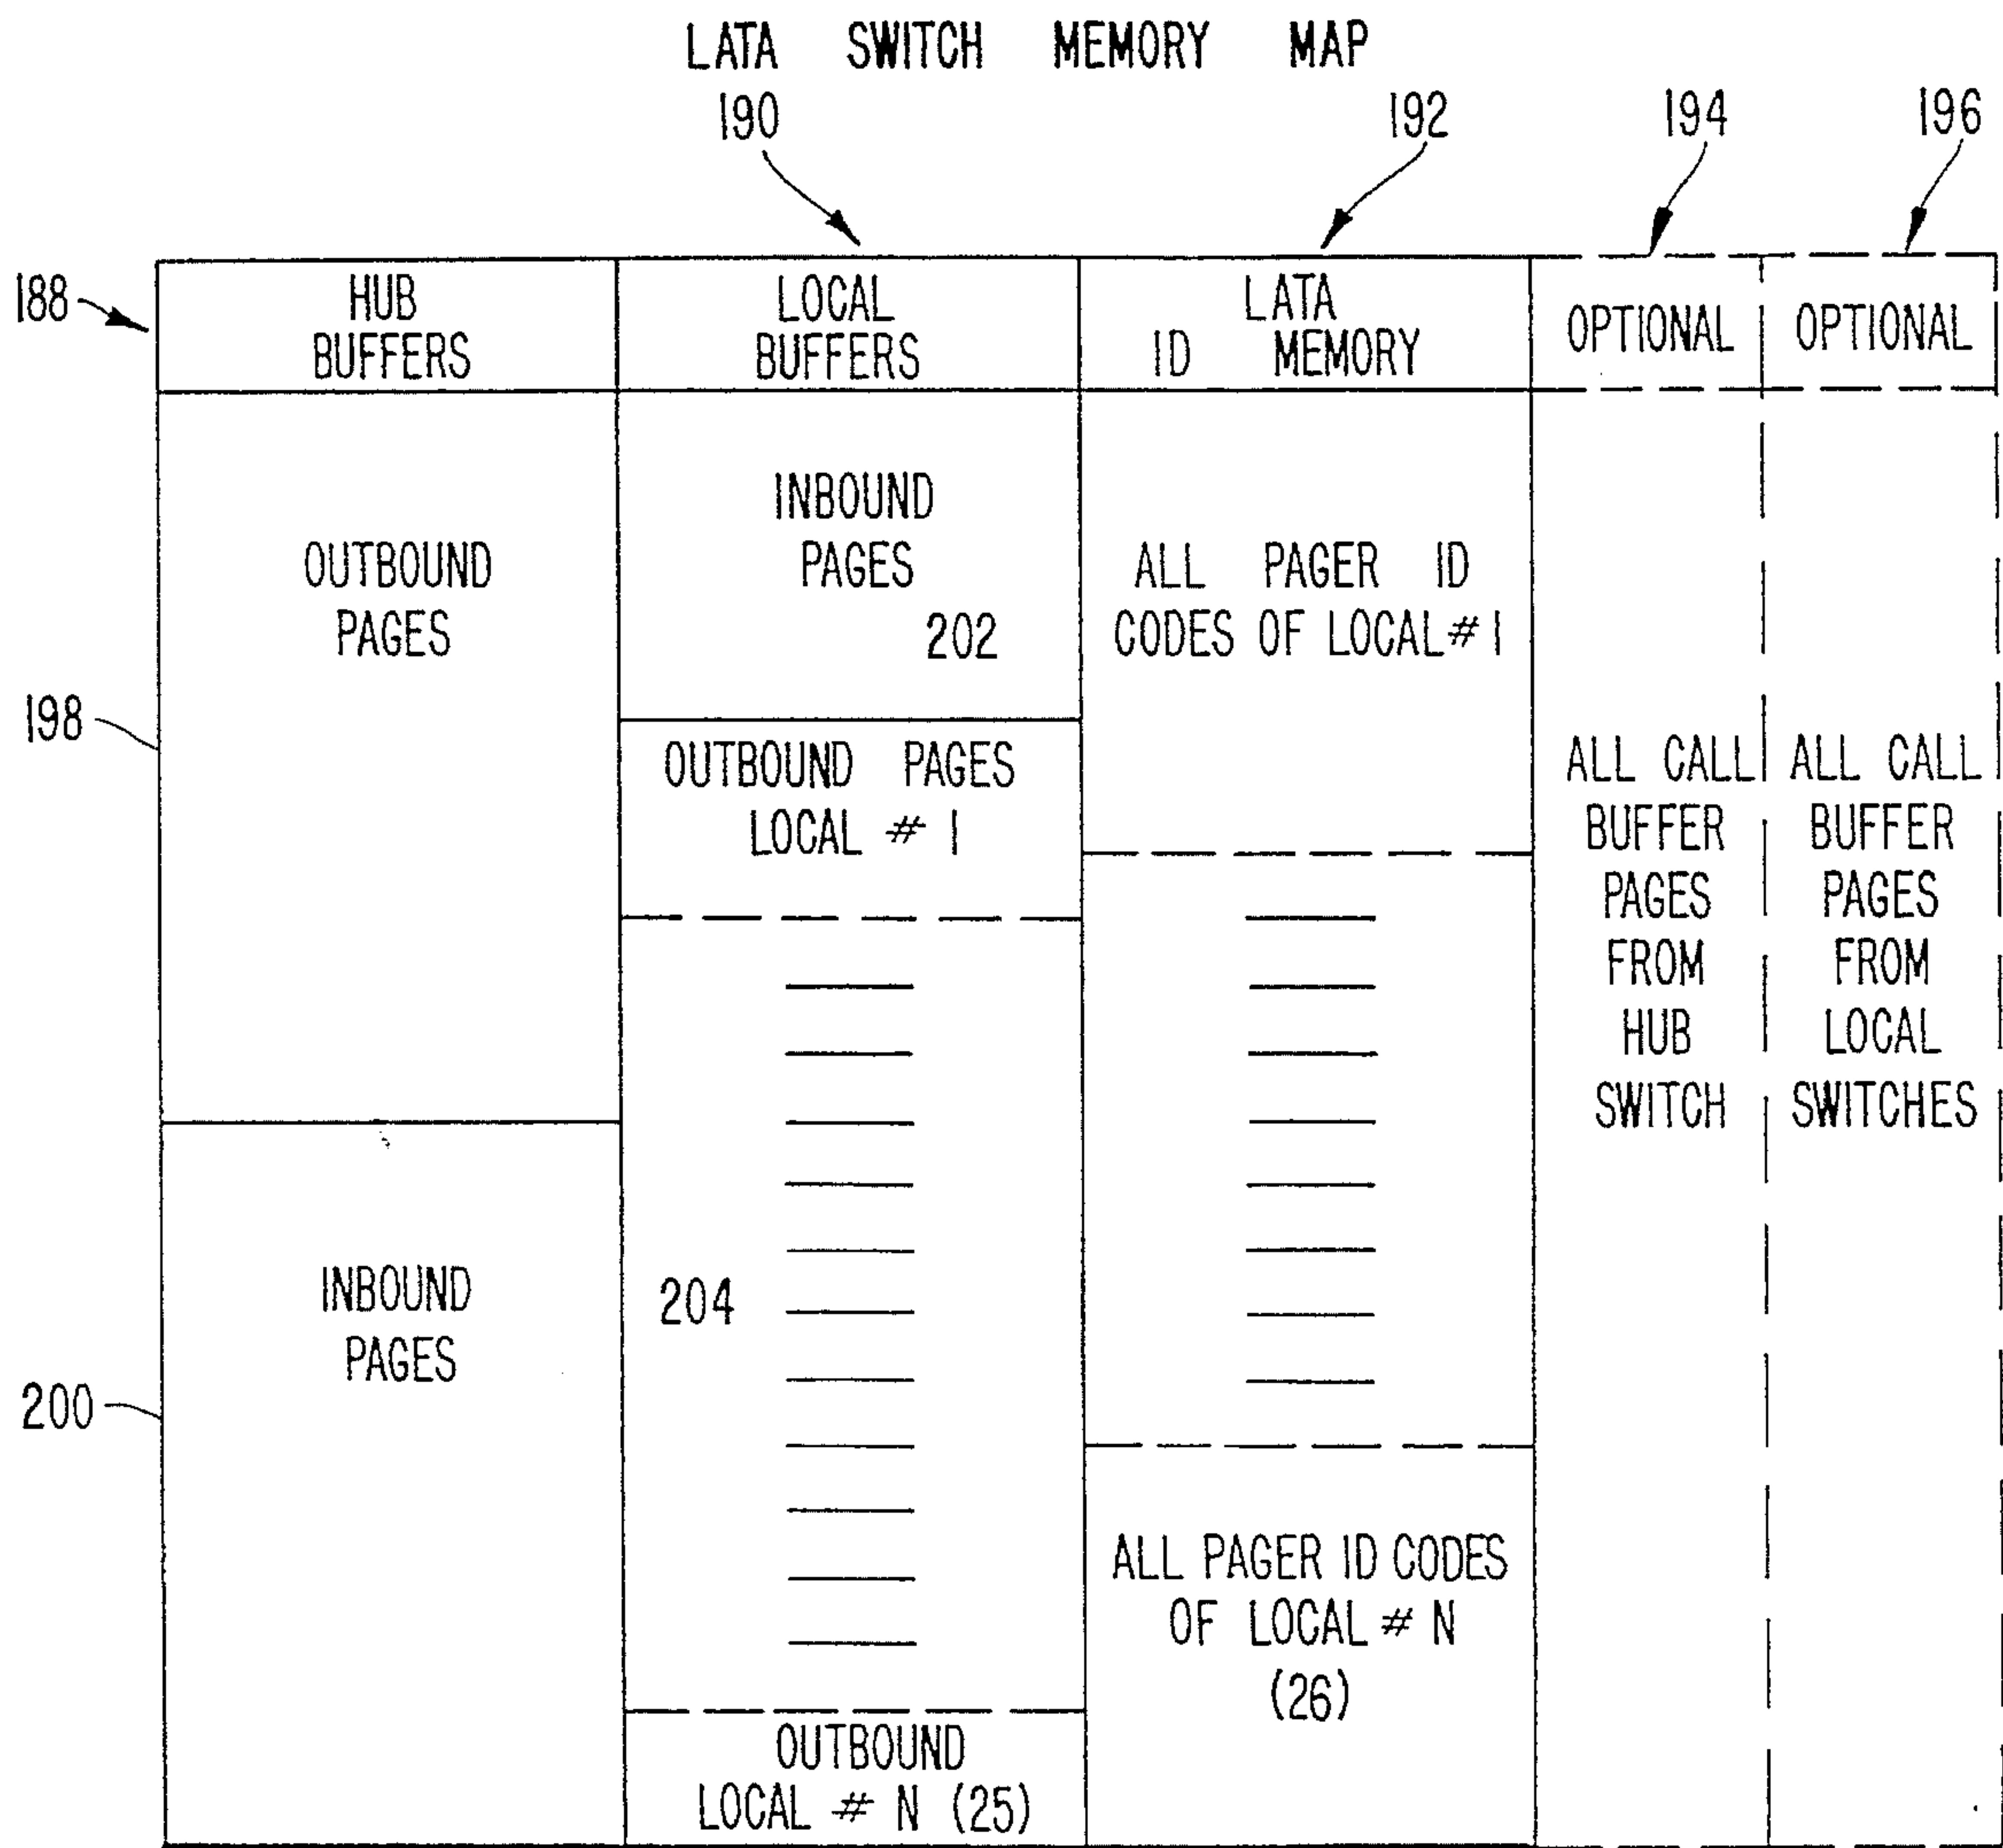 LATA SWITCH MEMORY MAP
190
192
194
196
188
HUB
BUFFERS
LOCAL
BUFFERS
LATA
ID MEMORY
OPTIONAL
OPTIONAL
198
OUTBOUND
PAGES
200
INBOUND
PAGES
INBOUND
PAGES
202
OUTBOUND PAGES
LOCAL # 1
204
OUTBOUND
LOCAL # N (25)
ALL PAGER ID
CODES OF LOCAL # 1
ALL PAGER ID CODES
OF LOCAL # N
(26)
ALL CALL
BUFFER
PAGES
FROM
HUB
SWITCH
ALL CALL
BUFFER
PAGES
FROM
LOCAL
SWITCHES